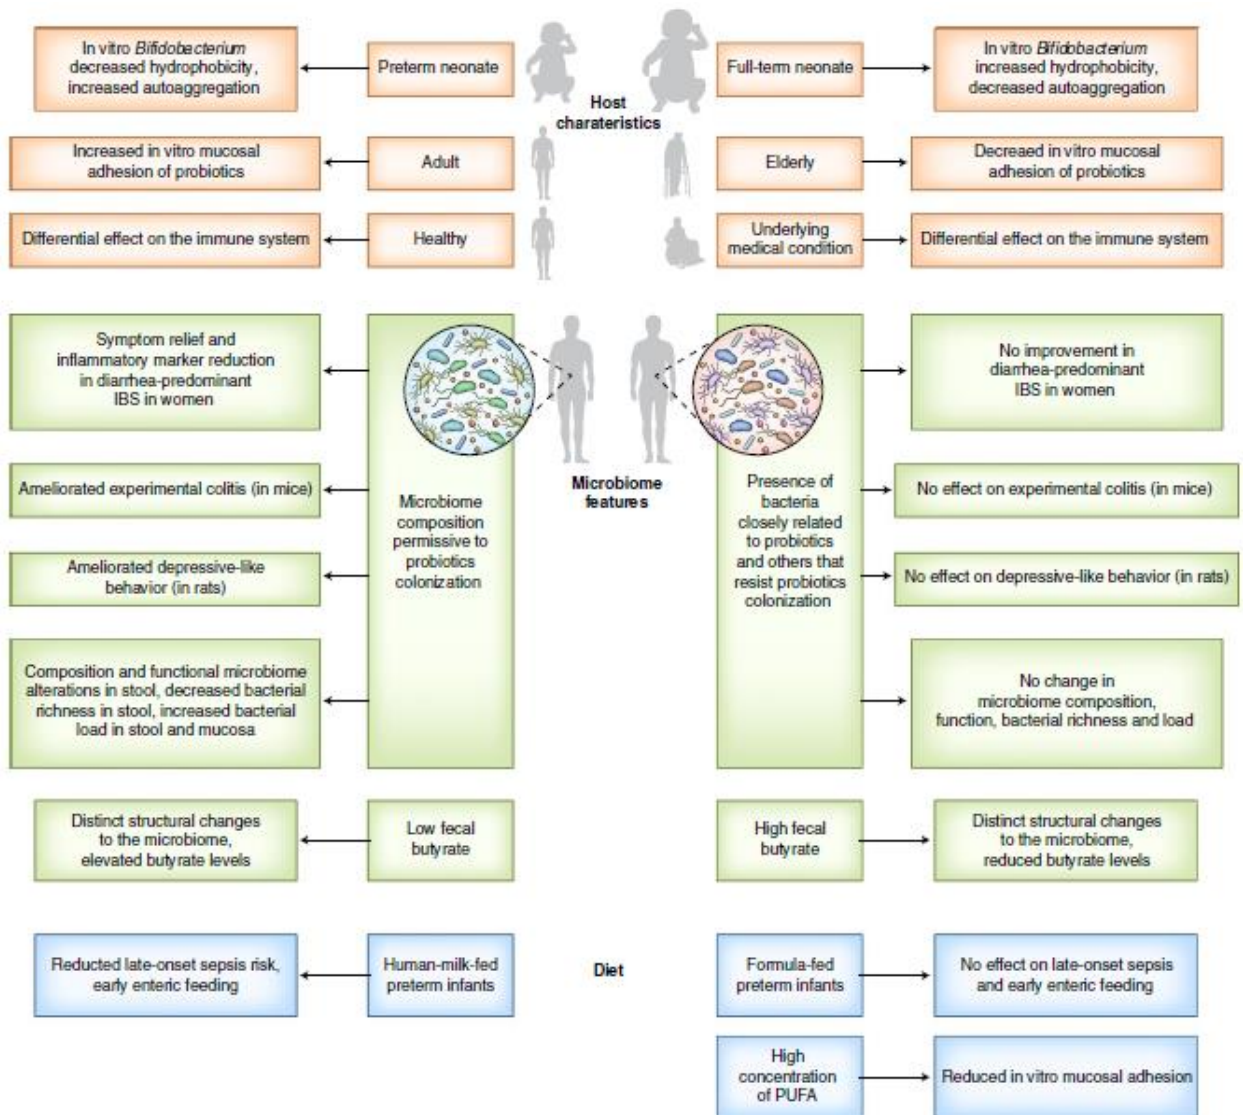 In vitro Bifidobacterium
decreased hydrophobicity,
increased autoaggregation
Preterm neonate
Host
charateristics
Full-term neonate
In vitro Bifidobacterium
increased hydrophobicity,
decreased autoaggregation
Increased in vitro mucosal
adhesion of probiotics
Adult
Elderly
Decreaed in vitro mucosal
adhesion of probiotics
Differential effect on the immune system
Healthy
Underlying
medical condition
Differential effect on the immune system
Symptom relief and
inflammatory marker reduction
in diarrhea-predominant
IBS in women
No improvement in
diarrhea-predominant
IBS in women
Ameliorated experimental colitis (in mice)
Microbiome
composition
permissive to
probiotics
colonization
Microbiome
features
Presence of
bacteria
closely related
to probiotics
and others that
resist probiotics
colonization
No effect on experimental colitis (in mice)
Ameliorated depressive-like
behavior (in rats)
No effect on depressive-like behavior (in rats)
Composition and functional microbiome
alterations in stool, decreased bacterial
richness in stool, increased bacterial
load in stool and mucosa
No change in
microbiome composition,
function, bacterial richness and load
Distinct structural changes
to the microbiome,
elevated butyrate levels
Low fecal
butyrate
High fecal
butyrate
Distinct structural changes
to the microbiome,
reduced butyrate levels
Reducted late-onset sepsis risk,
early enteric feeding
Human-milk-fed
preterm infants
Diet
Formula-fed
preterm infants
No effect on late-onset sepsis
and early enteric feeding
High
concentration
of PUFA
Reduced in vitro mucosal adhesion